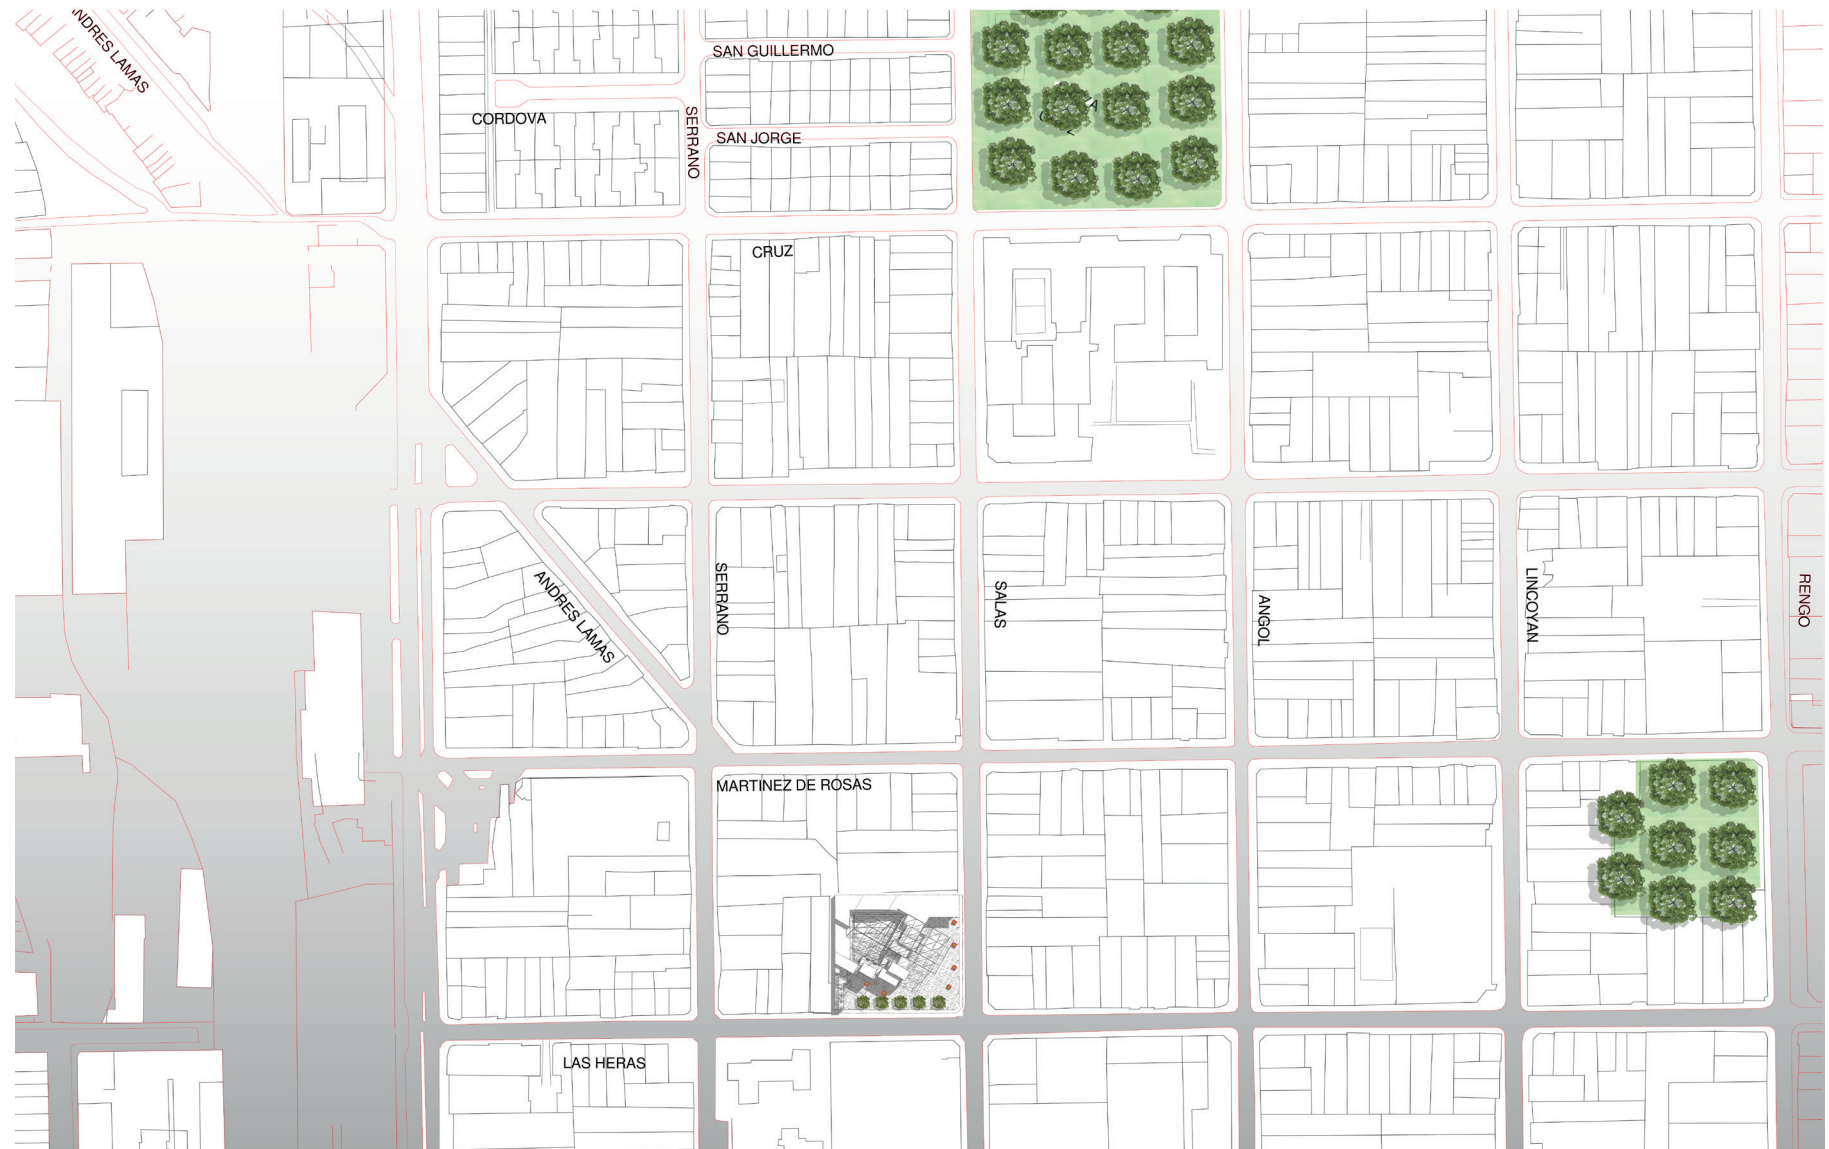 ANDRES LAMAS
SAN GUILLERMO
CORDOVA
SERRANO
SAN JORGE
CRUZ
ANDRES LAMAS
SERRANO
SALAS
ANGOL
LINCOYAN
RENGO
MARTINEZ DE ROSAS
LAS HERAS